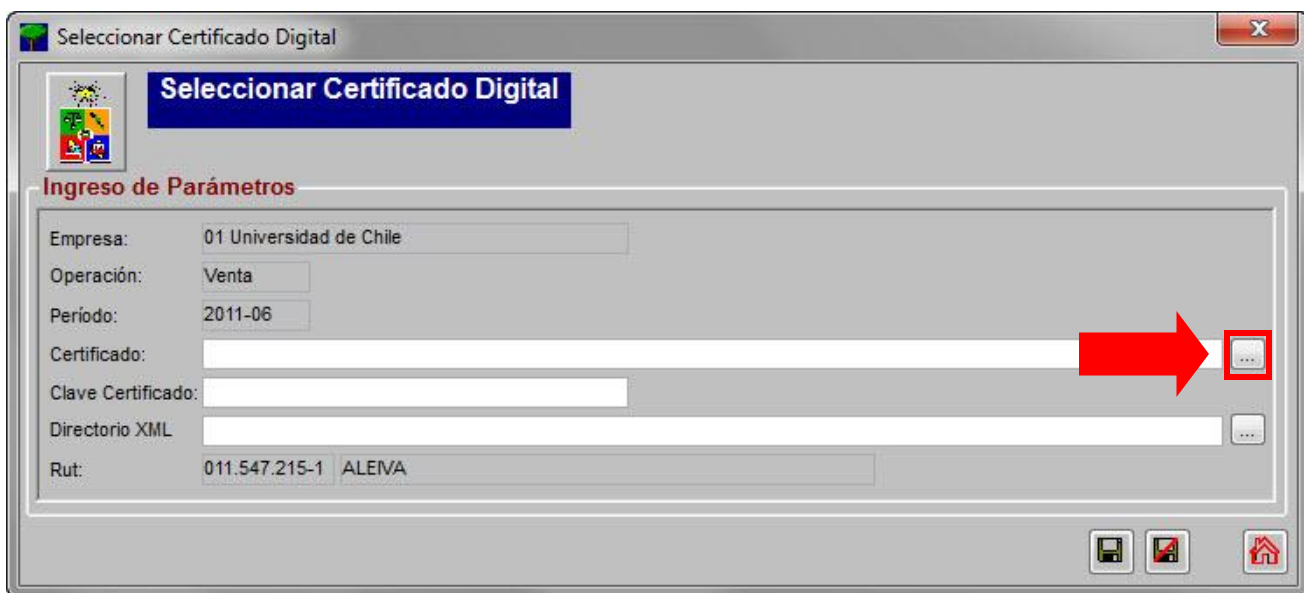 Seleccionar Certificado Digital
Seleccionar Certificado Digital
Ingreso de Parámetros
Empresa: 01 Universidad de Chile
Operación: Venta
Período: 2011-06
Certificado: ...
Clave Certificado:
Directorio XML ...
Rut: 011.547.215-1 ALEIVA